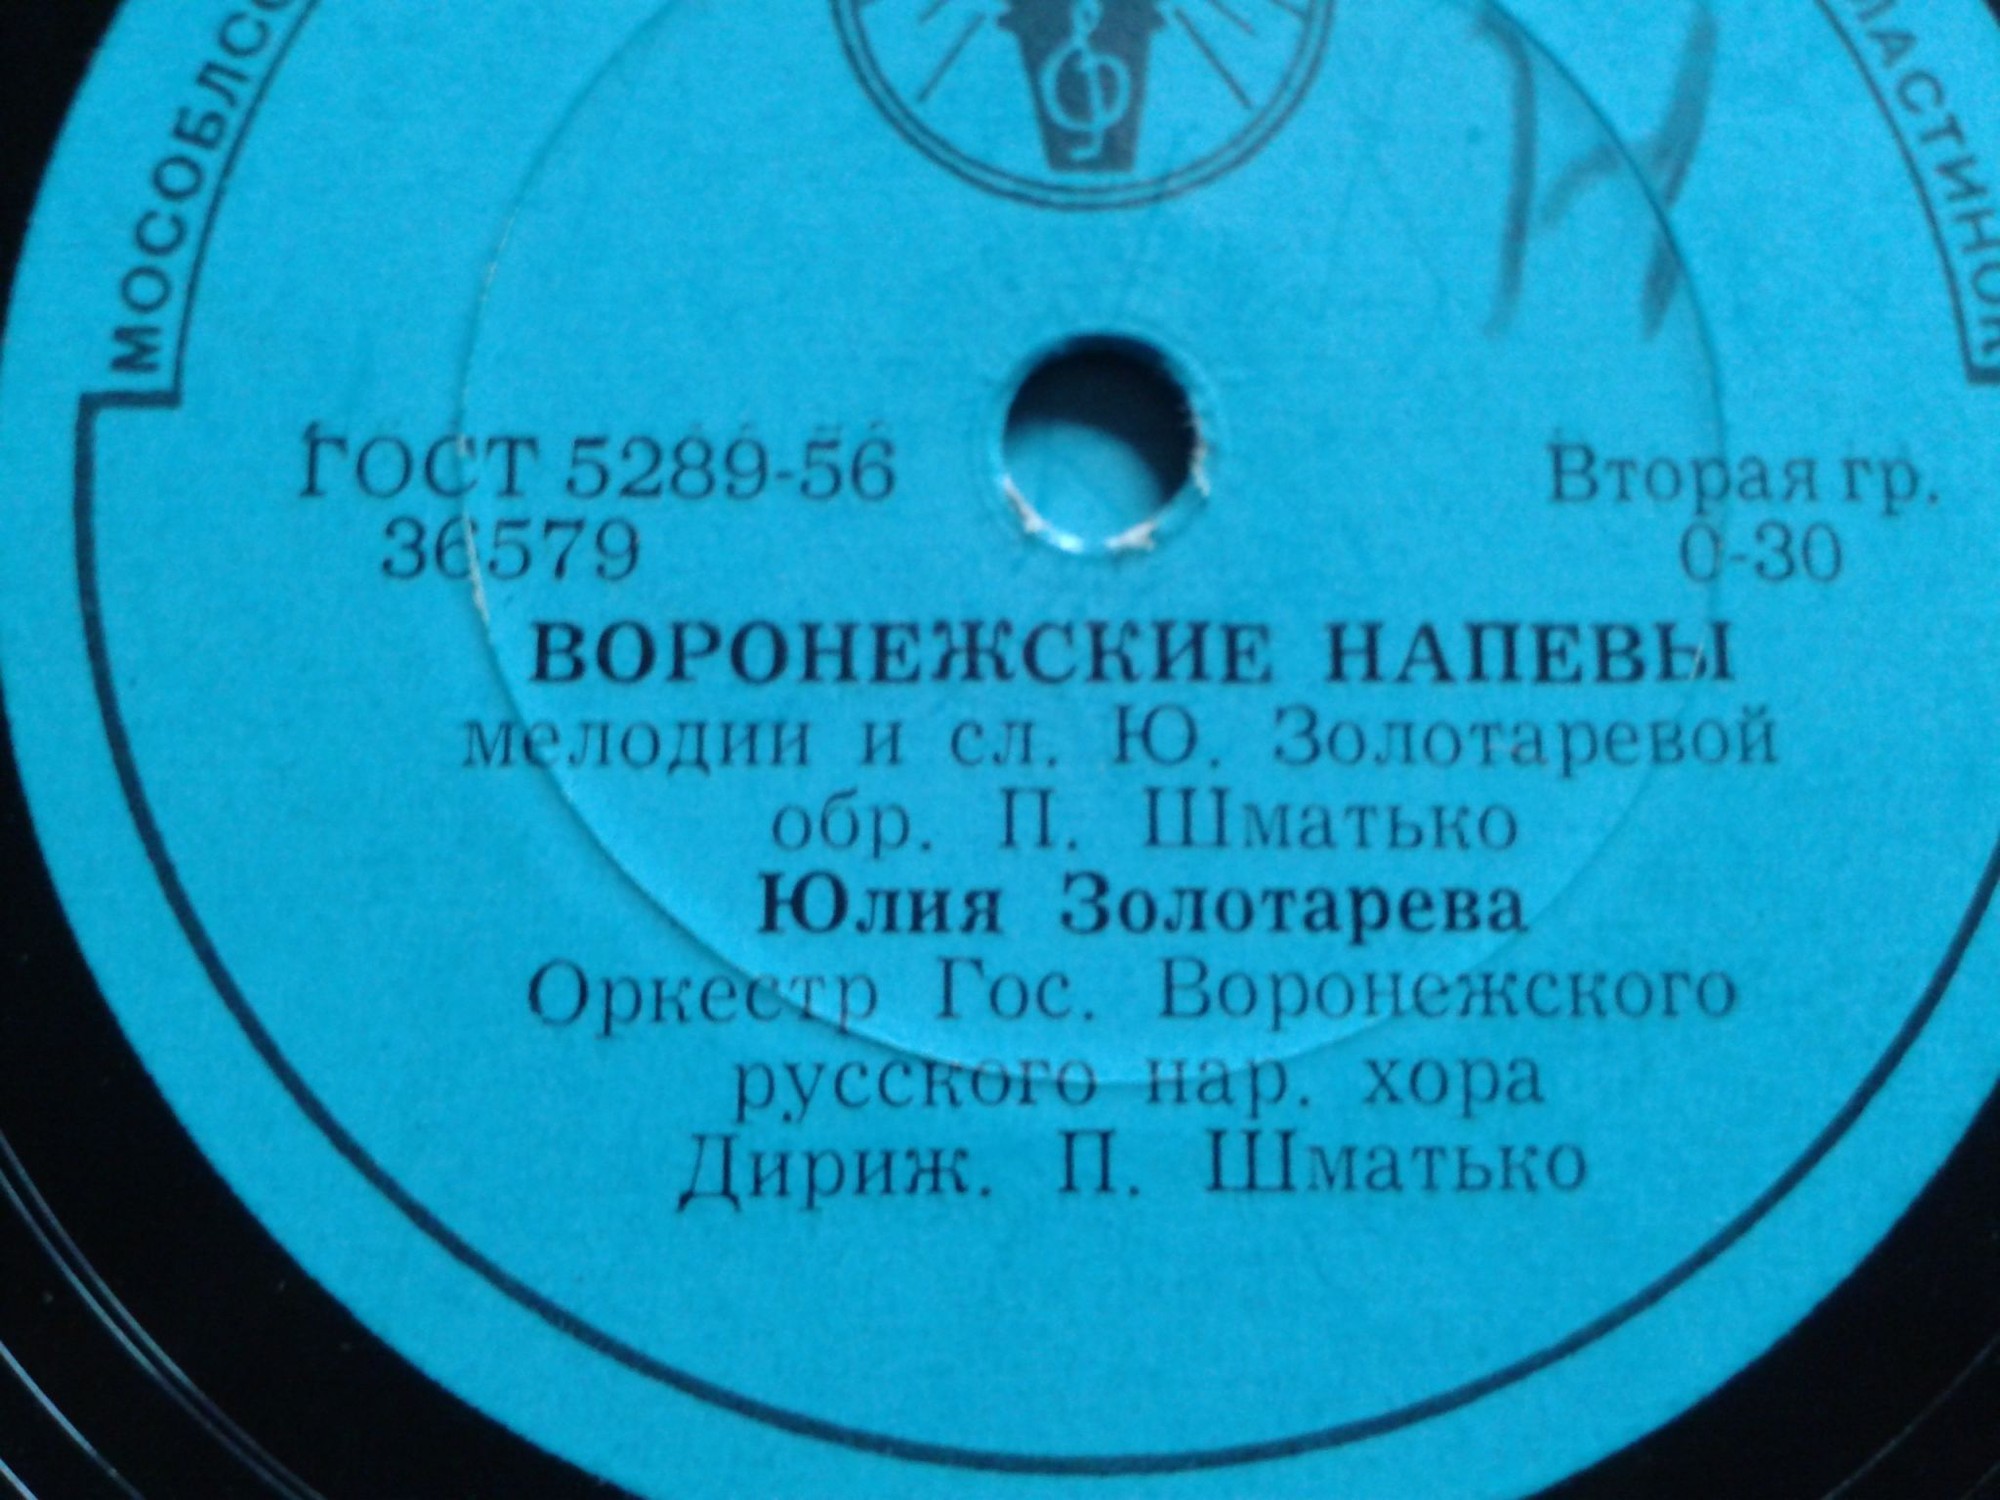 ГОСТ 5289-56
36579
Вторая гр.
0-30
ВОРОНЕЖСКИЕ НАПЕВЫ
мелодии и сл. Ю. Золотаревой
обр. П. Шматько
Юлия Золотарева
Оркестр Гос. Воронежского
русского нар. хора
Дириж. П. Шматько